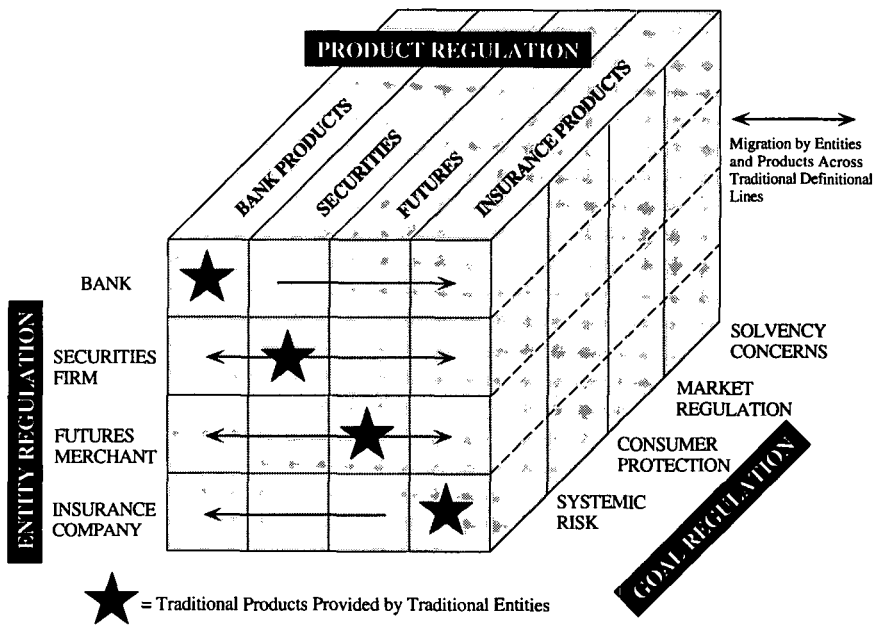 PRODUCT REGULATION
BANK PRODUCTS
SECURITIES
FUTURES
INSURANCE PRODUCTS
Migration by Entities
and Products Across
Traditional Definitional
Lines
ENTITY REGULATION
BANK
SECURITIES
FIRM
FUTURES
MERCHANT
INSURANCE
COMPANY
SOLVENCY
CONCERNS
MARKET
REGULATION
CONSUMER
PROTECTION
SYSTEMIC
RISK
GOAL REGULATION
= Traditional Products Provided by Traditional Entities